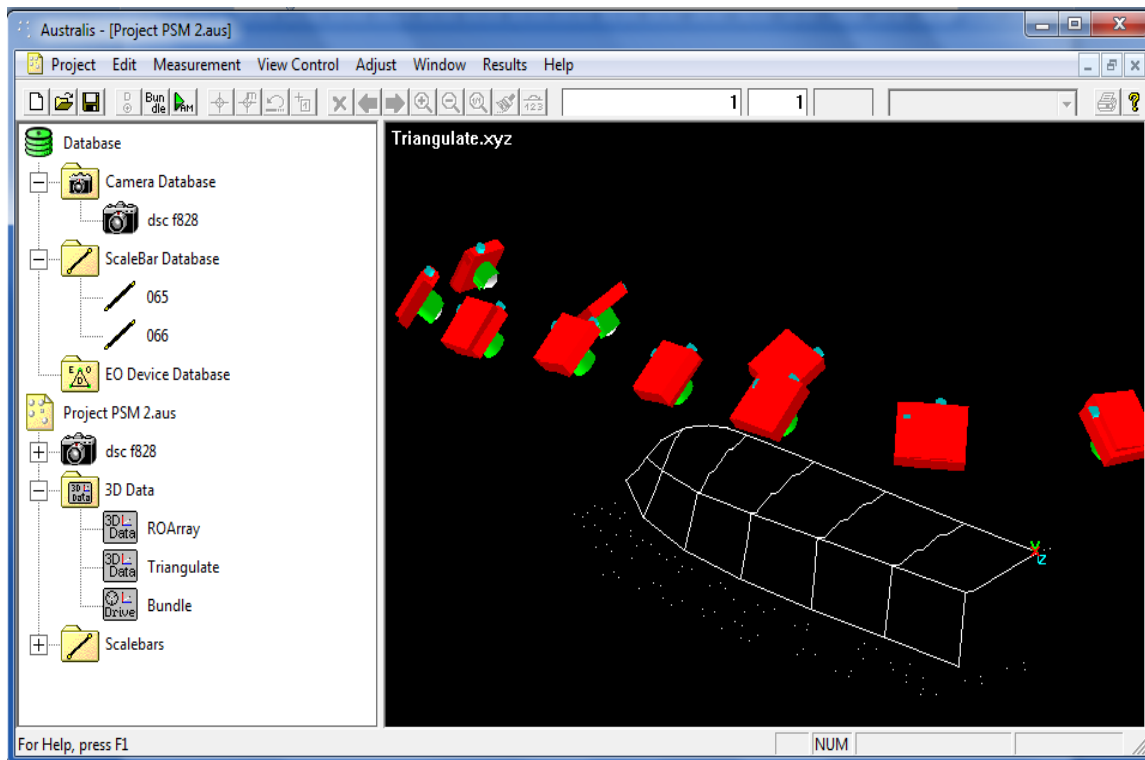 Australis - [Project PSM 2.aus]
Project Edit Measurement View Control Adjust Window Results Help
Bun dle AM 123 1 1
Triangulate.xyz
Database
Camera Database
dsc f828
ScaleBar Database
065
066
EO Device Database
Project PSM 2.aus
dsc f828
3D Data
ROArray
Triangulate
Bundle
Scalebars
Y
Z
For Help, press F1 NUM